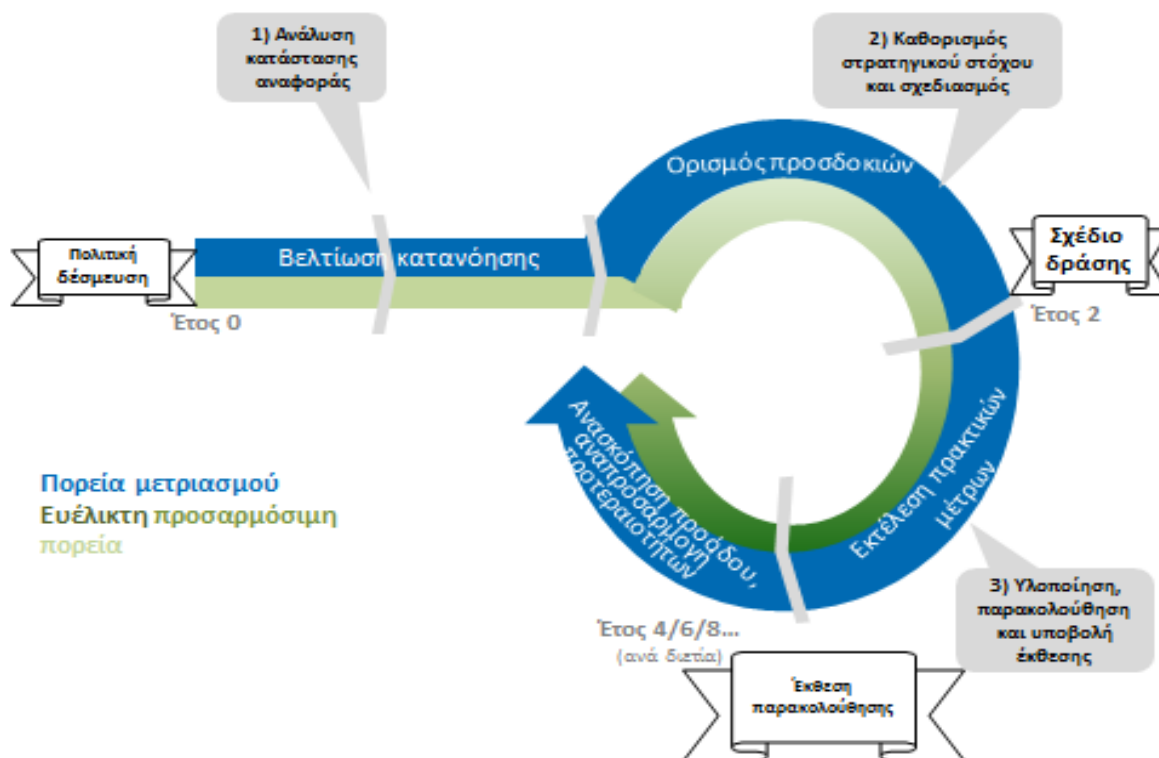 1) Ανάλυση
κατάστασης
αναφοράς
2) Καθορισμός
στρατηγικού στόχου
και σχεδιασμός
Ορισμός προσδοκιών
Πολιτική
δέσμευση
Βελτίωση κατανόησης
Σχέδιο
δράσης
Έτος 0
Έτος 2
Πορεία μετριασμού
Ευέλικτη προσαρμόσιμη
πορεία
Ανασκόπηση προόδου,
αναπροσαρμογή
προτεραιοτήτων
Εκτέλεση πρακτικών
μέτρων
3) Υλοποίηση,
παρακολούθηση
και υποβολή
έκθεσης
Έτος 4/6/8...
(ανά διετία)
Έκθεση
παρακολούθησης